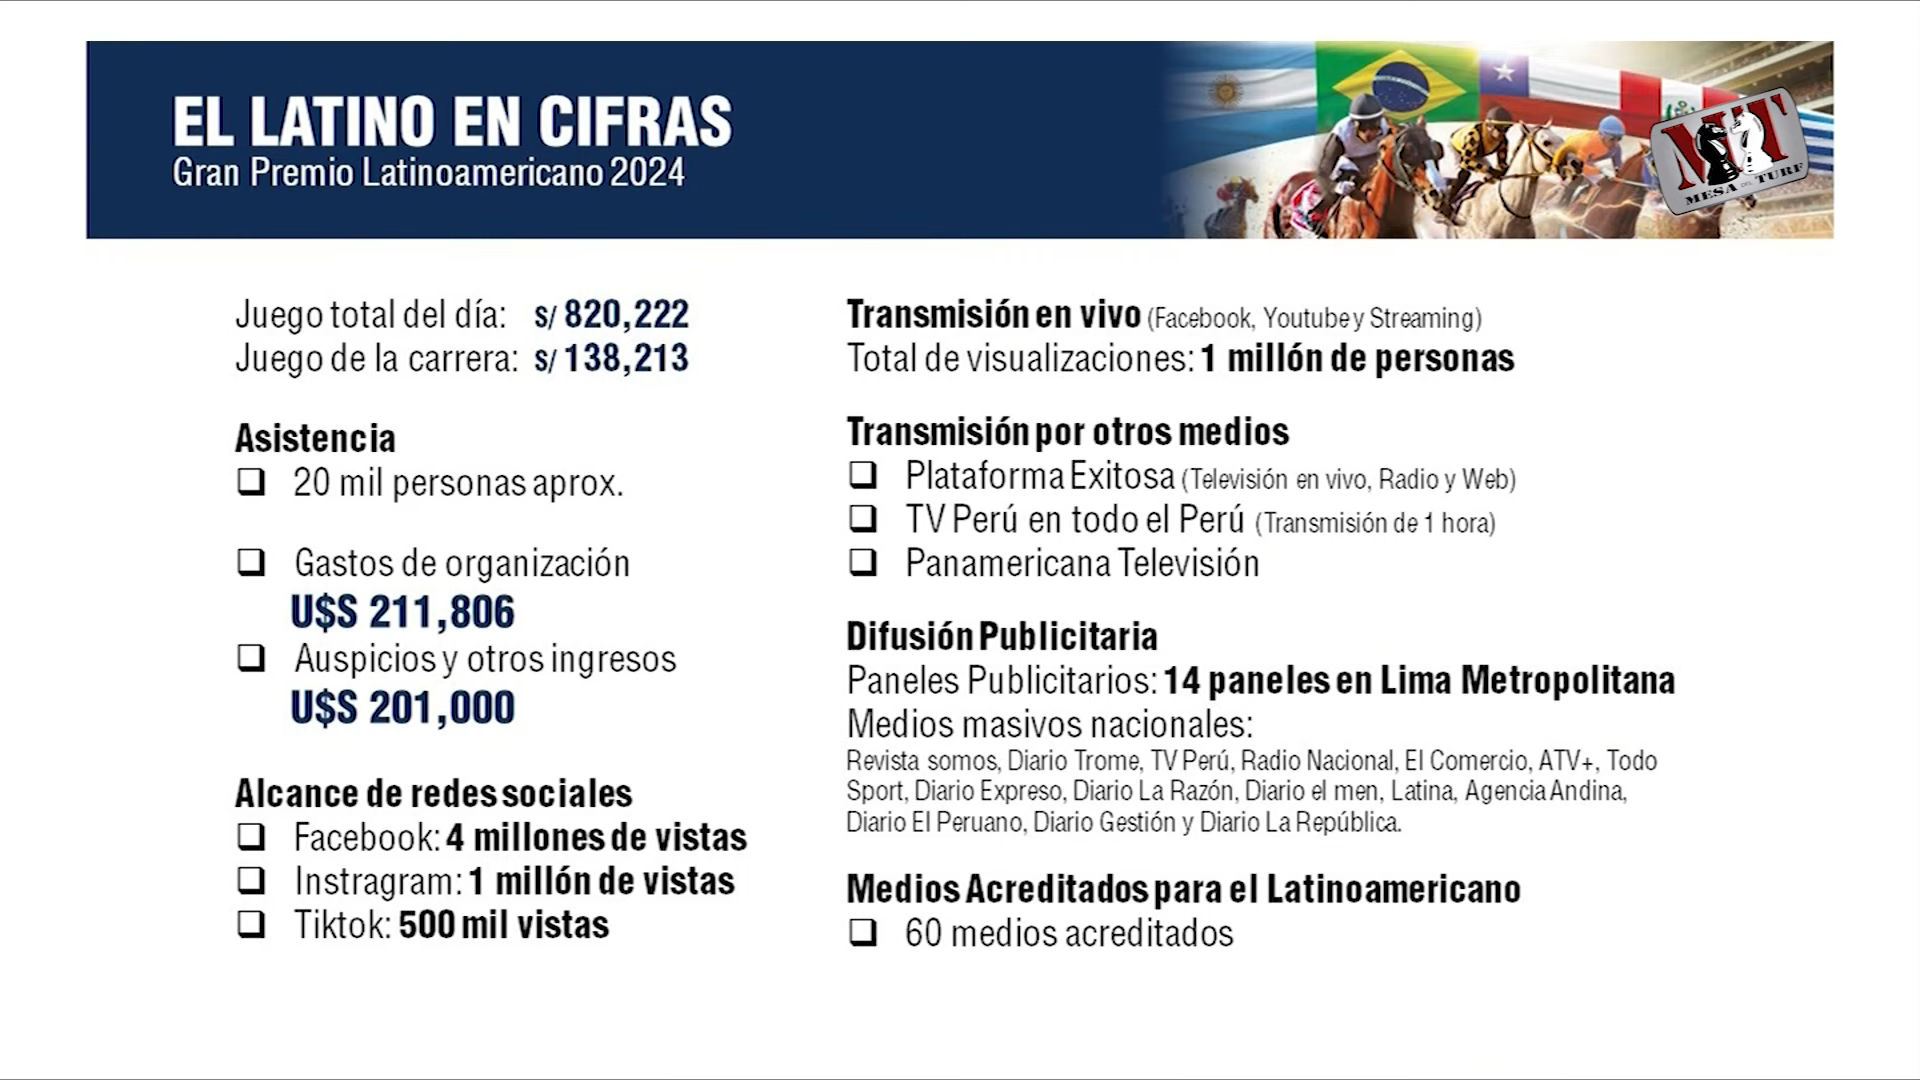 EL LATINO EN CIFRAS
Gran Premio Latinoamericano 2024
MT
MESA DEL TURF
Juego total del día: s/ 820,222
Juego de la carrera: s/ 138,213
Asistencia
20 mil personas aprox.
Gastos de organización
U$S 211,806
Auspicios y otros ingresos
U$S 201,000
Alcance de redes sociales
Facebook: 4 millones de vistas
Instragram: 1 millón de vistas
Tiktok: 500 mil vistas
Transmisión en vivo (Facebook, Youtube y Streaming)
Total de visualizaciones: 1 millón de personas
Transmisión por otros medios
Plataforma Exitosa (Televisión en vivo, Radio y Web)
TV Perú en todo el Perú (Transmisión de 1 hora)
Panamericana Televisión
Difusión Publicitaria
Paneles Publicitarios: 14 paneles en Lima Metropolitana
Medios masivos nacionales:
Revista somos, Diario Trome, TV Perú, Radio Nacional, El Comercio, ATV+, Todo
Sport, Diario Expreso, Diario La Razón, Diario el men, Latina, Agencia Andina,
Diario El Peruano, Diario Gestión y Diario La República.
Medios Acreditados para el Latinoamericano
60 medios acreditados